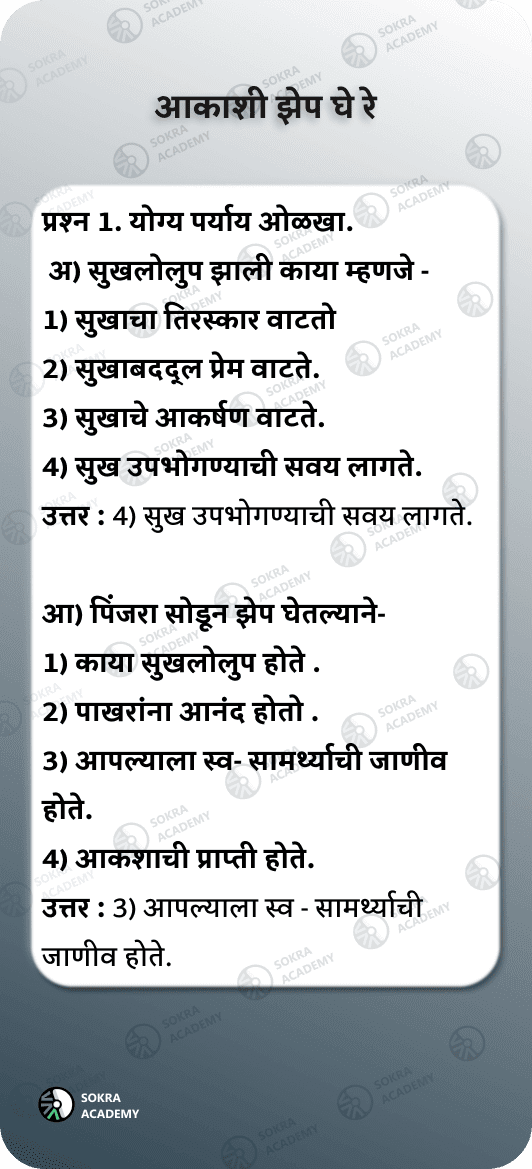 आकाशी झेप घे रे
प्रश्न 1. योग्य पर्याय ओळखा.
अ) सुखलोलुप झाली काया म्हणजे -
1) सुखाचा तिरस्कार वाटतो
2) सुखाबदद्ल प्रेम वाटते.
3) सुखाचे आकर्षण वाटते.
4) सुख उपभोगण्याची सवय लागते.
उत्तर : 4) सुख उपभोगण्याची सवय लागते.
आ) पिंजरा सोडून झेप घेतल्याने-
1) काया सुखलोलुप होते .
2) पाखरांना आनंद होतो .
3) आपल्याला स्व- सामर्थ्याची जाणीव
होते.
4) आकशाची प्राप्ती होते.
उत्तर : 3) आपल्याला स्व - सामर्थ्याची
जाणीव होते.
SOKRA
ACADEMY